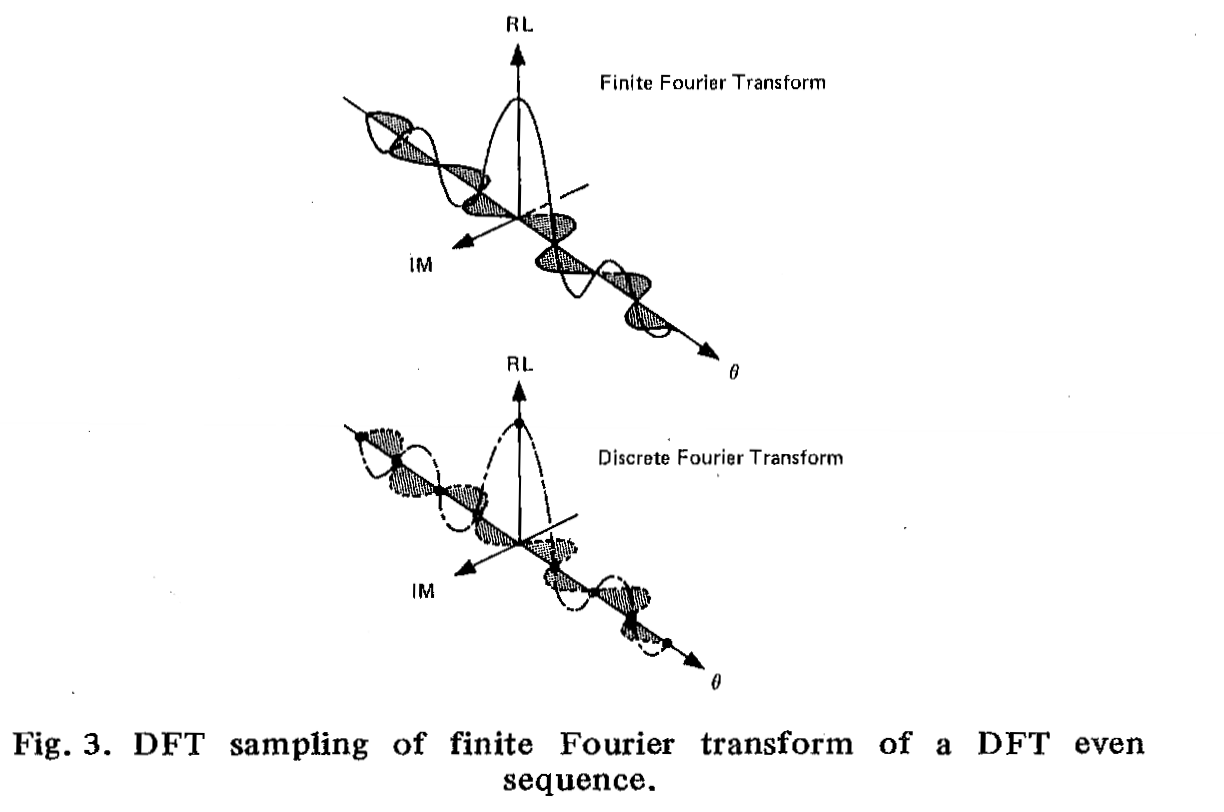 RL
Finite Fourier Transform
IM
θ
RL
Discrete Fourier Transform
IM
θ
Fig. 3. DFT sampling of finite Fourier transform of a DFT even
sequence.